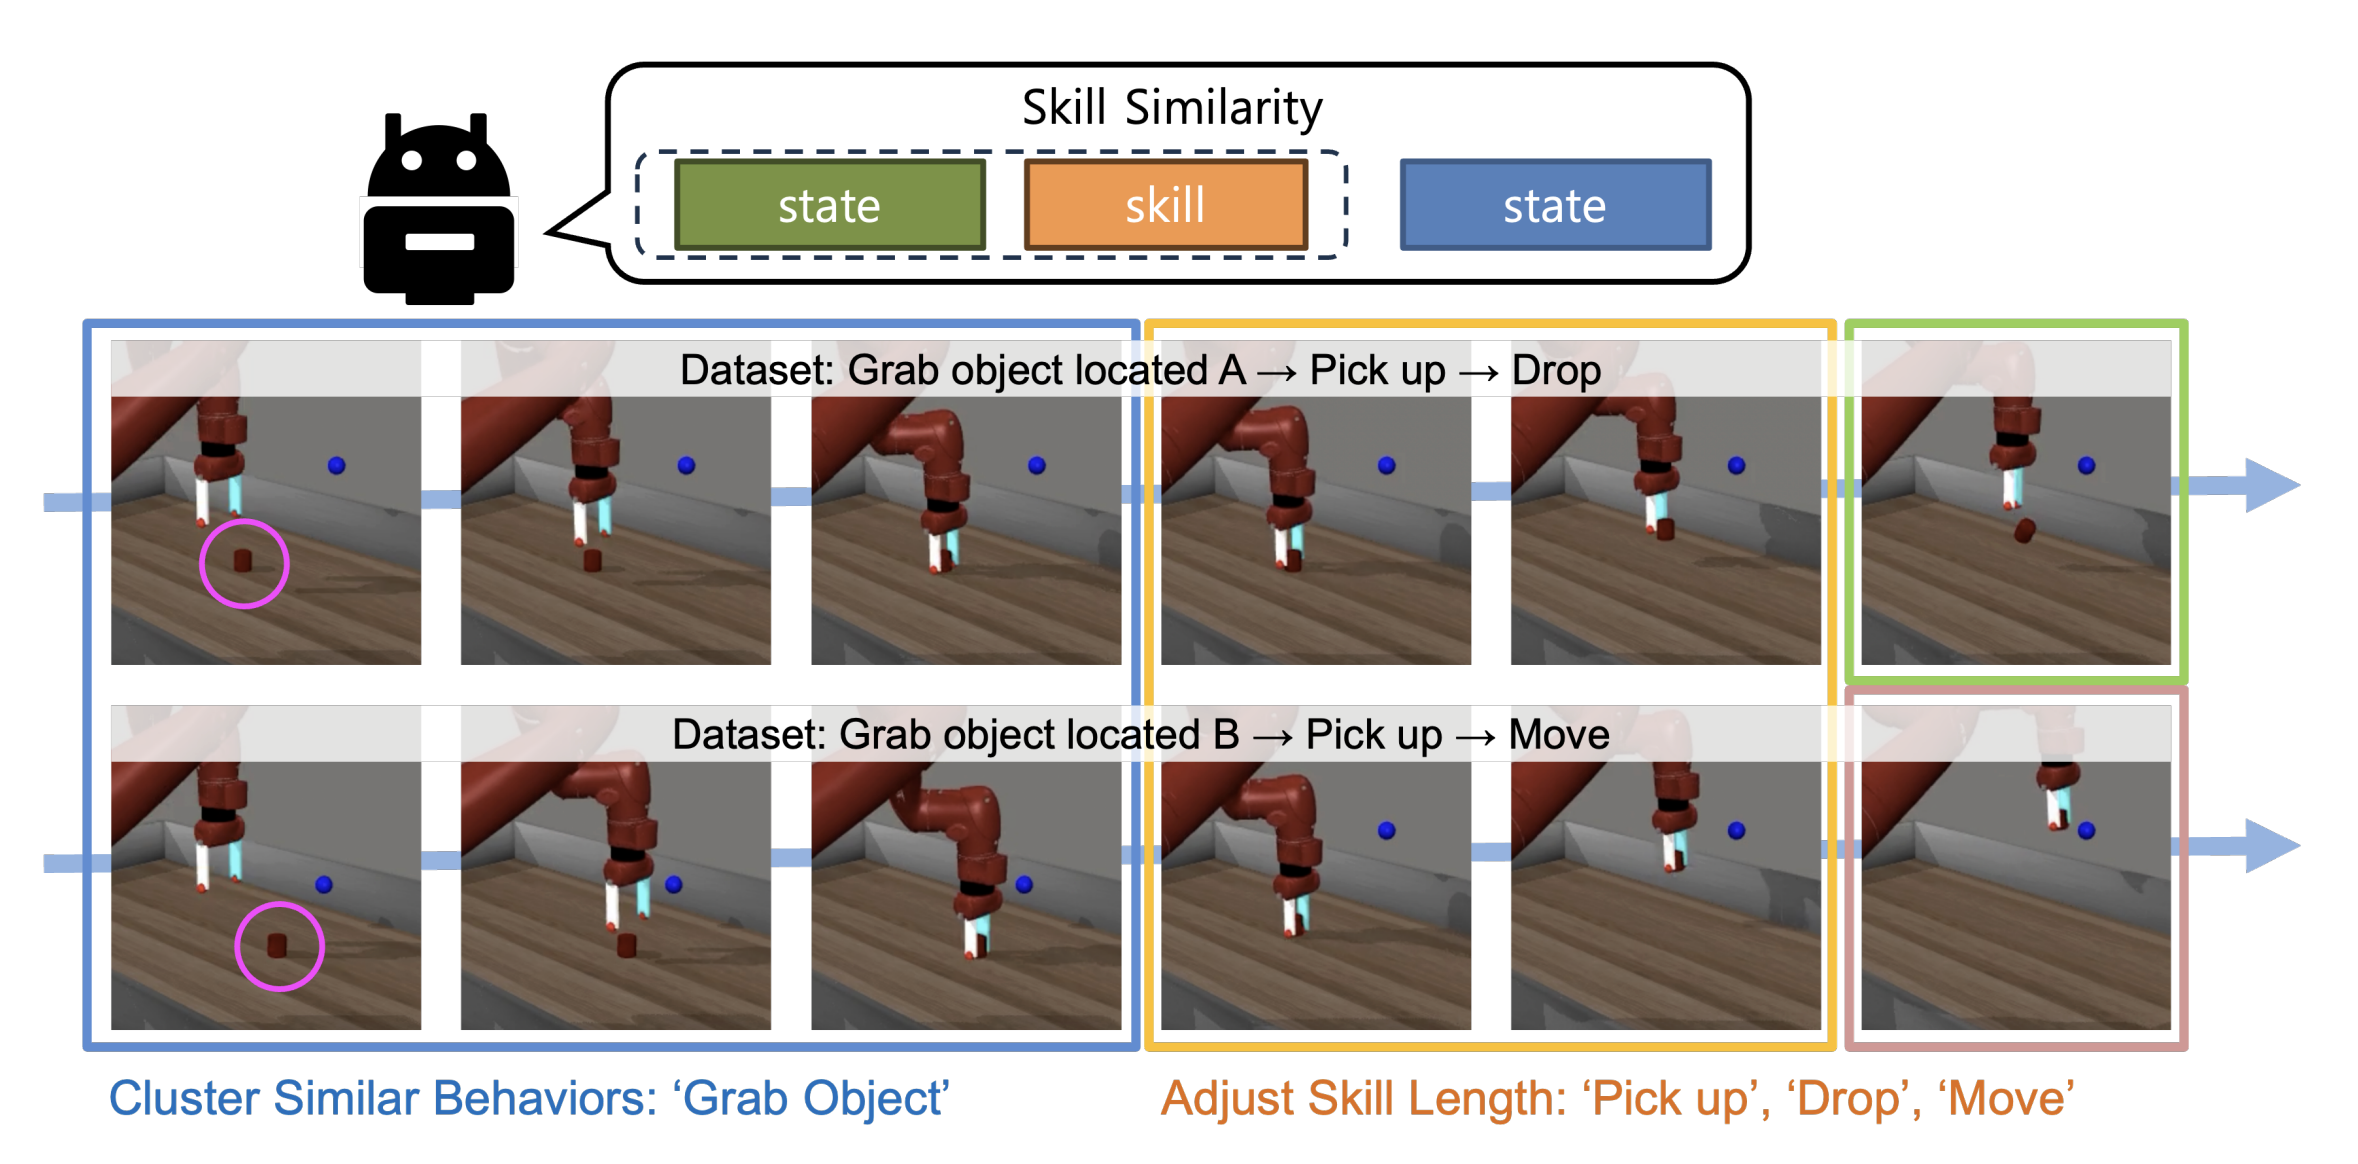 Skill Similarity
state skill state
Dataset: Grab object located A → Pick up → Drop
Dataset: Grab object located B → Pick up → Move
Cluster Similar Behaviors: ‘Grab Object’
Adjust Skill Length: ‘Pick up’, ‘Drop’, ‘Move’